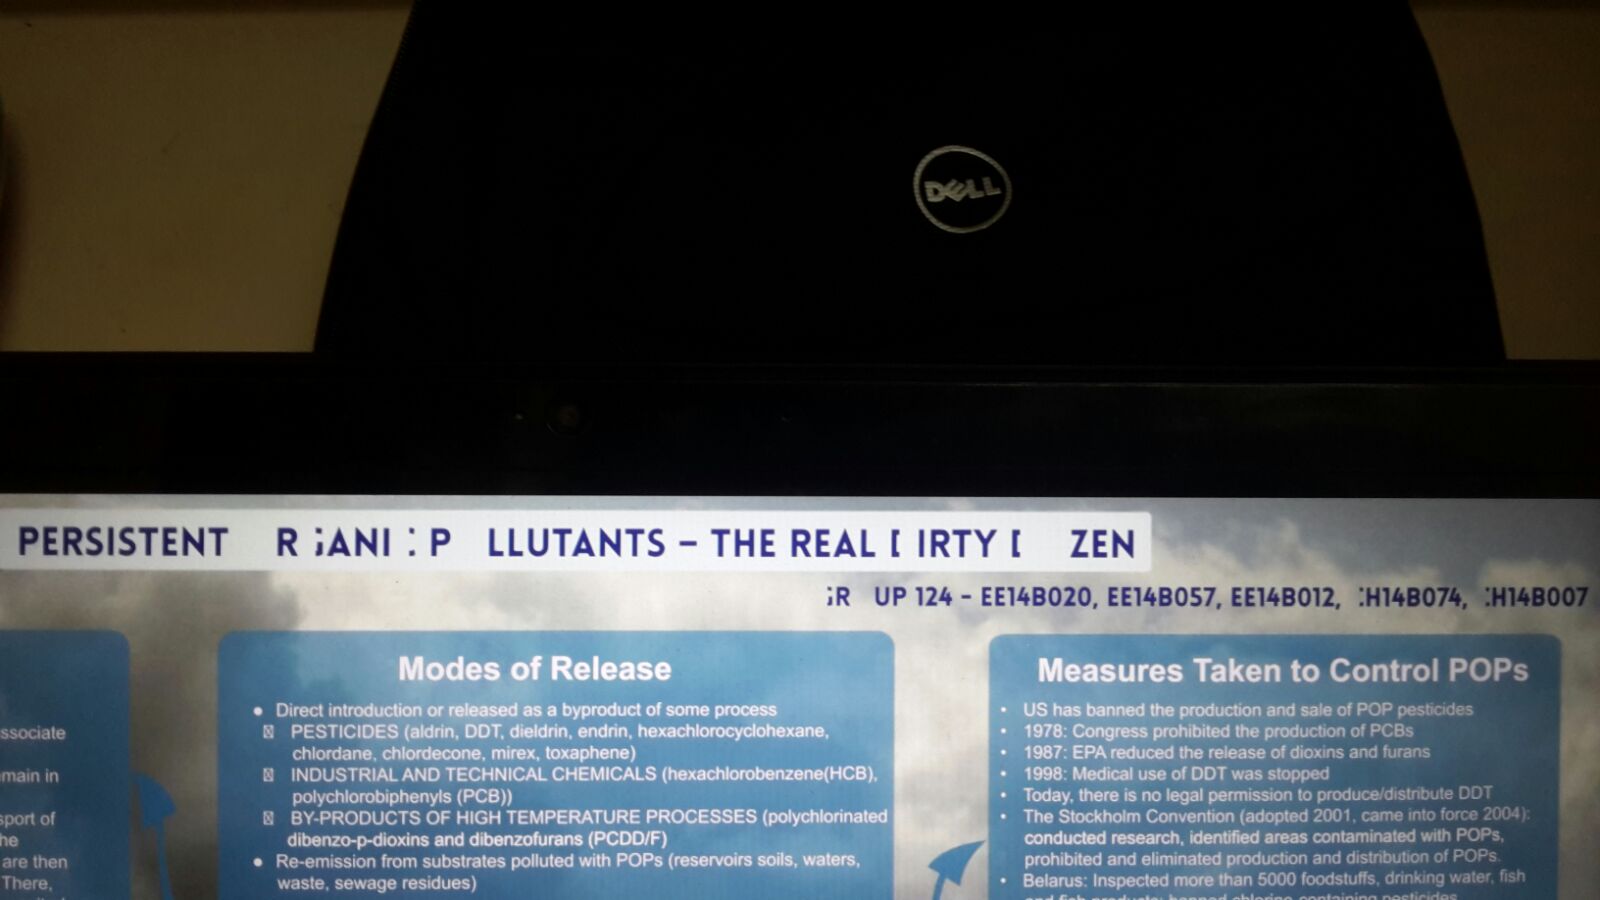 DELL
PERSISTENT R GANI P LLUTANTS – THE REAL IRTY ZEN
R UP 124 – EE14B020, EE14B057, EE14B012, H14B074, H14B007
Modes of Release
● Direct introduction or released as a byproduct of some process
PESTICIDES (aldrin, DDT, dieldrin, endrin, hexachlorocyclohexane,
chlordane, chlordecone, mirex, toxaphene)
INDUSTRIAL AND TECHNICAL CHEMICALS (hexachlorobenzene(HCB),
polychlorobiphenyls (PCB))
BY-PRODUCTS OF HIGH TEMPERATURE PROCESSES (polychlorinated
dibenzo-p-dioxins and dibenzofurans (PCDD/F)
● Re-emission from substrates polluted with POPs (reservoirs soils, waters,
waste, sewage residues)
Measures Taken to Control POPs
• US has banned the production and sale of POP pesticides
• 1978: Congress prohibited the production of PCBs
• 1987: EPA reduced the release of dioxins and furans
• 1998: Medical use of DDT was stopped
• Today, there is no legal permission to produce/distribute DDT
• The Stockholm Convention (adopted 2001, came into force 2004):
conducted research, identified areas contaminated with POPs,
prohibited and eliminated production and distribution of POPs.
• Belarus: Inspected more than 5000 foodstuffs, drinking water, fish
and fish products; banned chlorine-containing pesticides
ssociate
main in
sport of
he
are then
There,